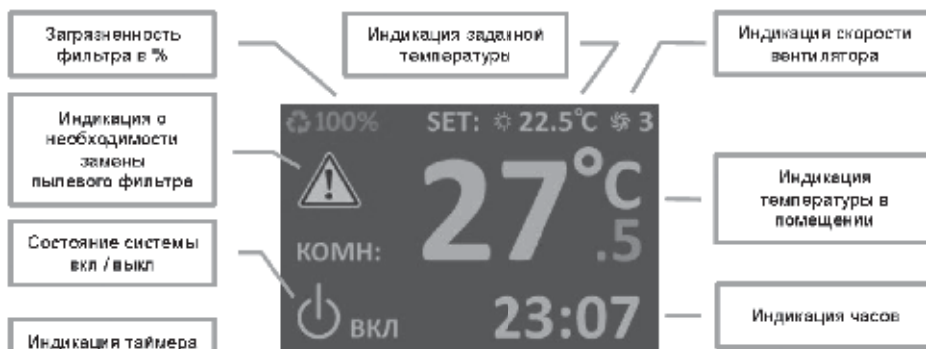 Загрязненность
фильтра в %
Индикация заданной
температуры
Индикация скорости
вентилятора
Индикация о
необходимости
замены
пылевого фильтра
100%
SET: 22.5°C 3
27°C
.5
КОМН:
ВКЛ
23:07
Индикация
температуры в
помещении
Состояние системы
вкл / выкл
Индикация часов
Индикация таймера